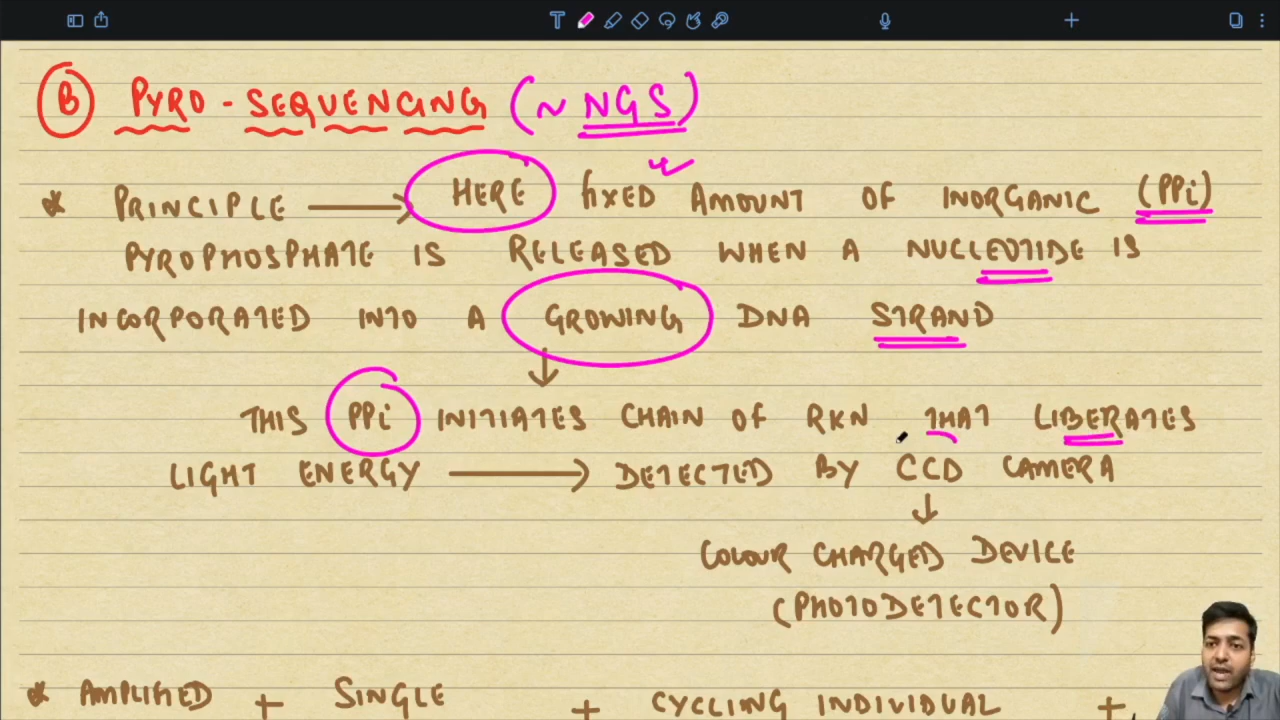 B PYRO-SEQUENCING (~ NGS)
* PRINCIPLE → HERE fixED AMOUNT OF INORGANIC (PPi)
PYROPHOSPHATE IS RELEASED WHEN A NUCLEOTIDE IS
INCORPORATED INTO A GROWING DNA STRAND
↓
THIS PPi INITIATES CHAIN OF RXN THAT LIBERATES
LIGHT ENERGY → DETECTED BY CCD CAMERA
↓
COLOUR CHARGED DEVICE
(PHOTODETECTOR)
* AMPLIFIED + SINGLE + CYCLING INDIVIDUAL +